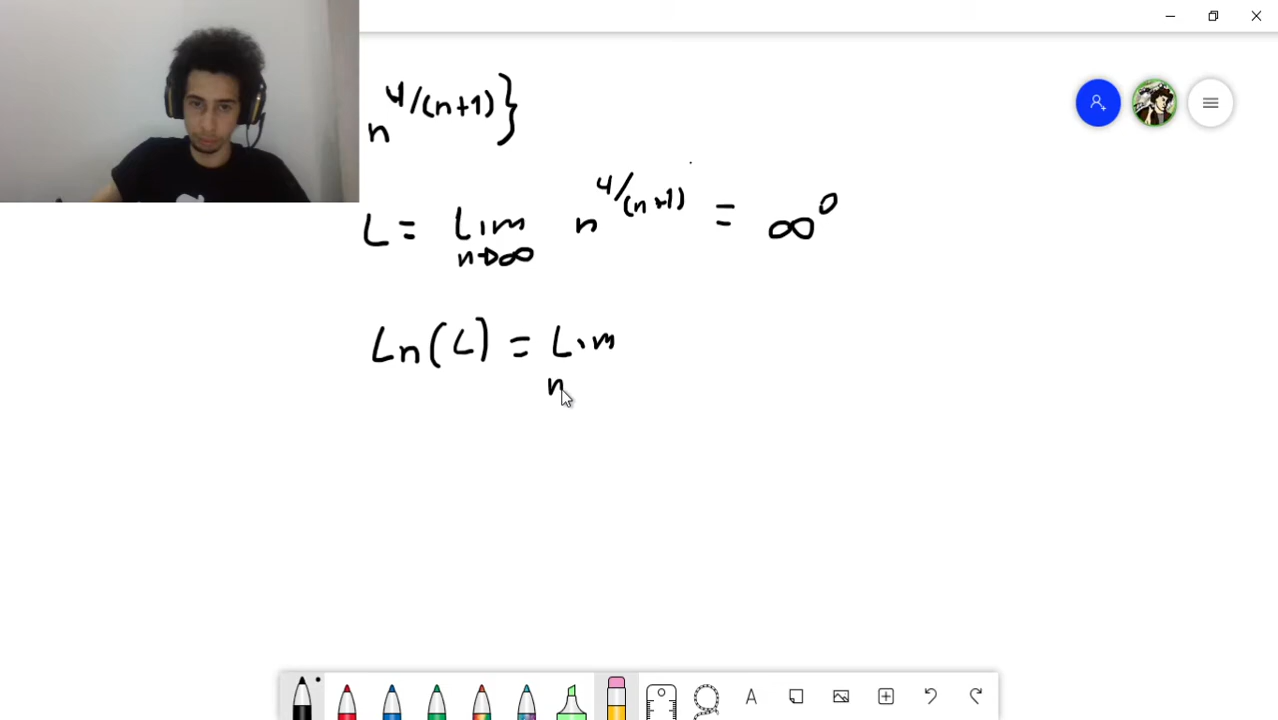 n^{4/(n+1)}}
L = Lim n^{4/(n+1)} = ∞^0
n→∞
Ln(L) = Lim
n
A